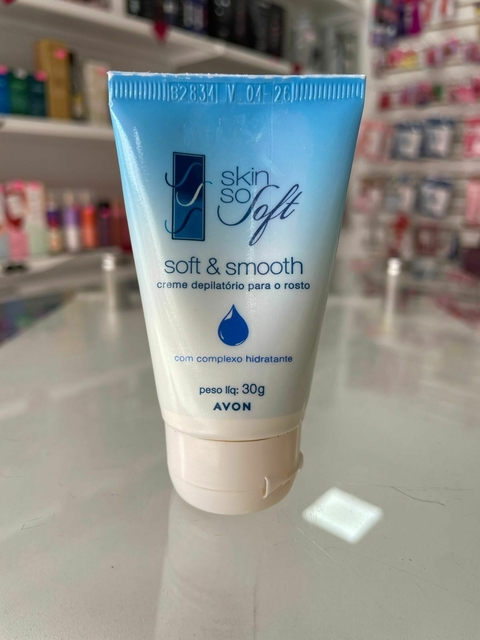 B2834 V 04-26
skin
so Soft
soft & smooth
creme depilatório para o rosto
com complexo hidratante
peso líq: 30g
AVON